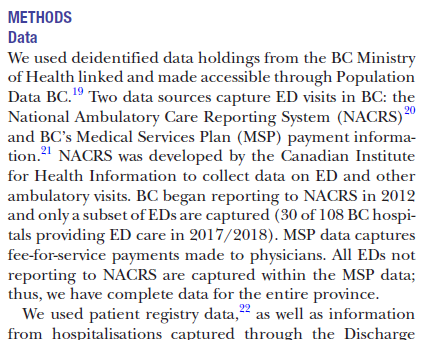 METHODS
Data
We used deidentified data holdings from the BC Ministry
of Health linked and made accessible through Population
Data BC.19 Two data sources capture ED visits in BC: the
National Ambulatory Care Reporting System (NACRS)20
and BC's Medical Services Plan (MSP) payment informa-
tion.21 NACRS was developed by the Canadian Institute
for Health Information to collect data on ED and other
ambulatory visits. BC began reporting to NACRS in 2012
and only a subset of EDs are captured (30 of 108 BC hospi-
tals providing ED care in 2017/2018). MSP data captures
fee-for-service payments made to physicians. All EDs not
reporting to NACRS are captured within the MSP data;
thus, we have complete data for the entire province.
We used patient registry data,22 as well as information
from hospitalisations captured through the Discharge